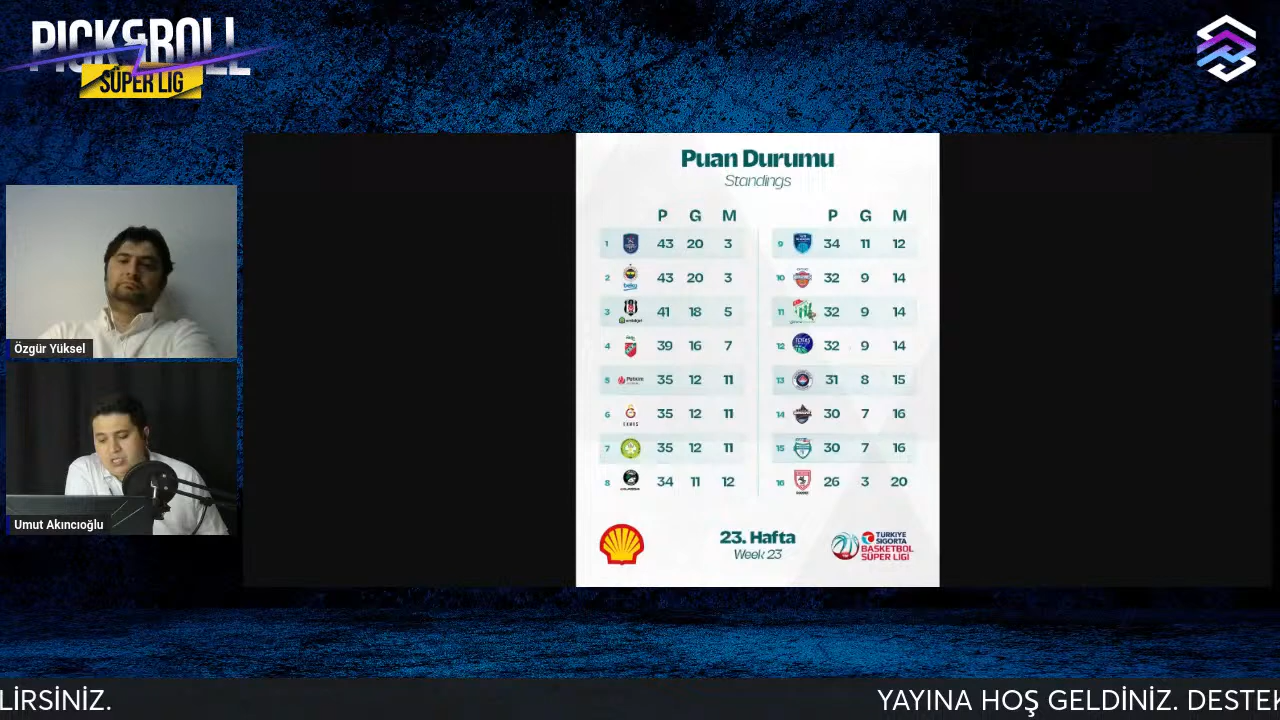 PICK&ROLL
SÜPER LIG
Özgür Yüksel
Umut Akıncıoğlu
Puan Durumu
Standings
P G M
1 43 20 3
2 beko 43 20 3
3 41 18 5
4 39 16 7
5 Petkim 35 12 11
6 35 12 11
7 35 12 11
8 34 11 12
P G M
9 34 11 12
10 32 9 14
11 32 9 14
12 32 9 14
13 31 8 15
14 30 7 16
15 30 7 16
16 26 3 20
23. Hafta
Week 23
TÜRKİYE
SİGORTA
BASKETBOL
SÜPER LİGİ
LİRSİNİZ.
YAYINA HOŞ GELDİNİZ. DESTEK